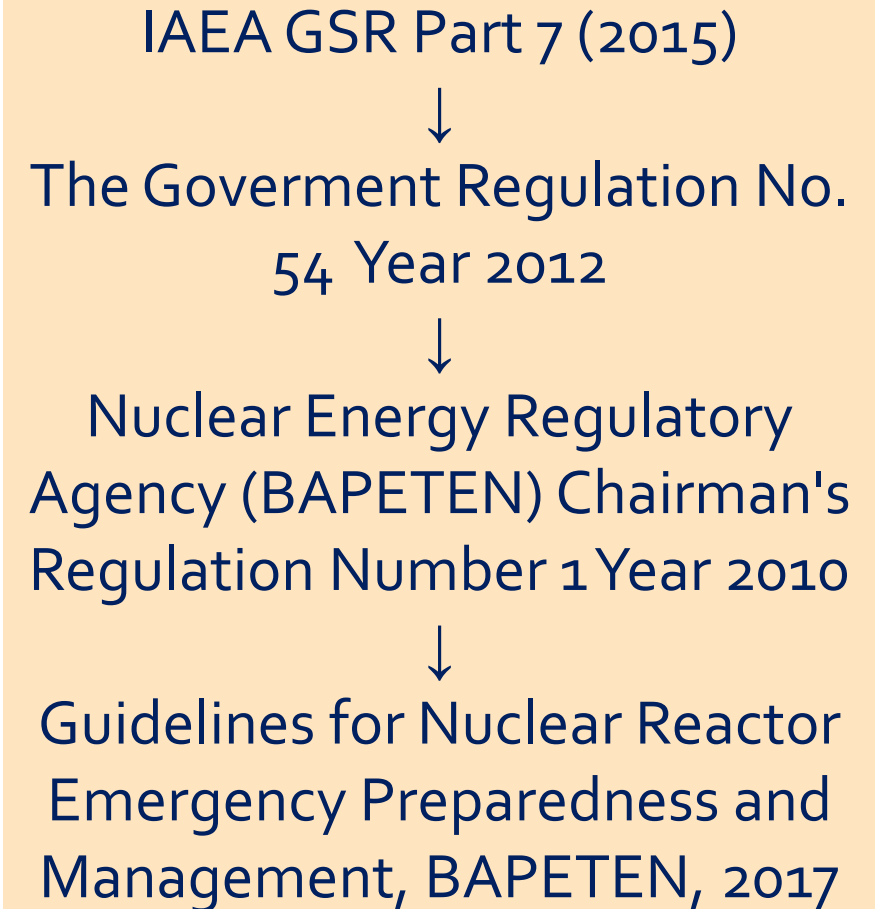 IAEA GSR Part 7 (2015)
↓
The Goverment Regulation No.
54 Year 2012
↓
Nuclear Energy Regulatory
Agency (BAPETEN) Chairman's
Regulation Number 1 Year 2010
↓
Guidelines for Nuclear Reactor
Emergency Preparedness and
Management, BAPETEN, 2017